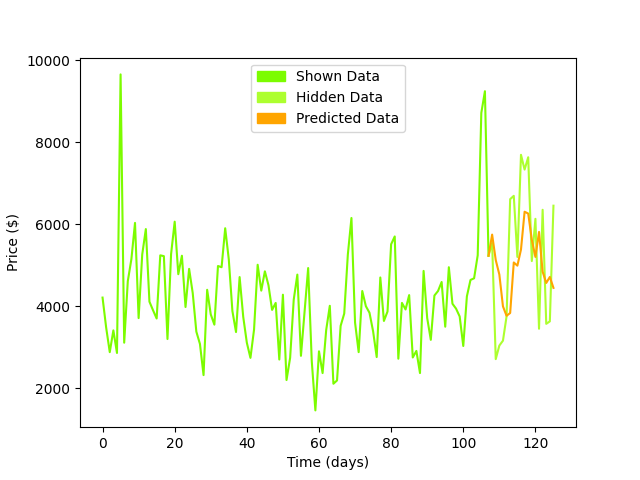 Shown Data
Hidden Data
Predicted Data
10000
8000
6000
4000
2000
Price ($)
0 20 40 60 80 100 120
Time (days)